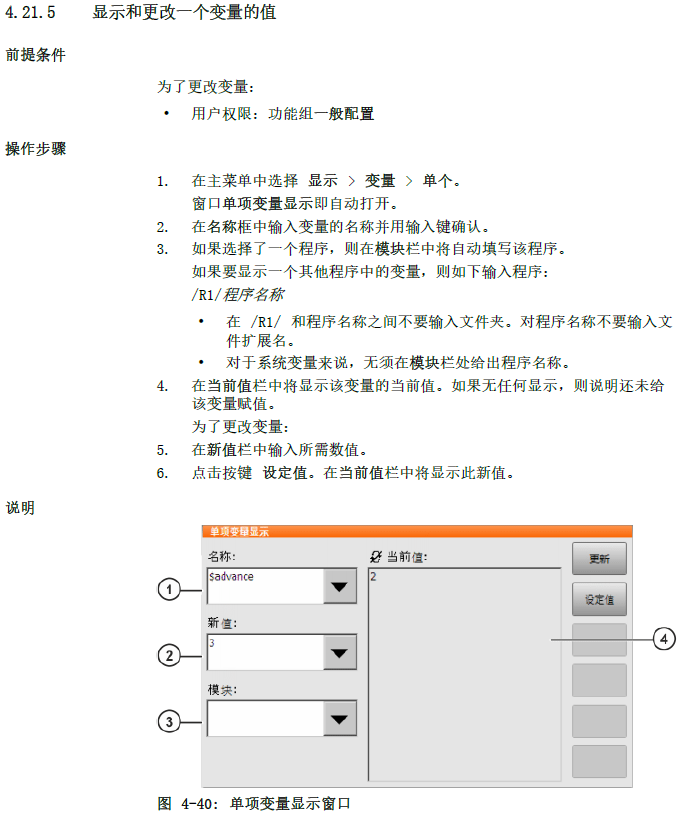 4.21.5 显示和更改一个变量的值
前提条件
为了更改变量：
• 用户权限：功能组一般配置
操作步骤
1. 在主菜单中选择 显示 > 变量 > 单个。
窗口单项变量显示即自动打开。
2. 在名称框中输入变量的名称并用输入键确认。
3. 如果选择了一个程序，则在模块栏中将自动填写该程序。
如果要显示一个其他程序中的变量，则如下输入程序：
/R1/程序名称
• 在 /R1/ 和程序名称之间不要输入文件夹。对程序名称不要输入文
件扩展名。
• 对于系统变量来说，无须在模块栏处给出程序名称。
4. 在当前值栏中将显示该变量的当前值。如果无任何显示，则说明还未给
该变量赋值。
为了更改变量：
5. 在新值栏中输入所需数值。
6. 点击按键 设定值。在当前值栏中将显示此新值。
说明
单项变量显示
名称：
$advance
新值：
3
模块：
当前值：
2
更新
设定值
1
2
3
4
图 4-40: 单项变量显示窗口